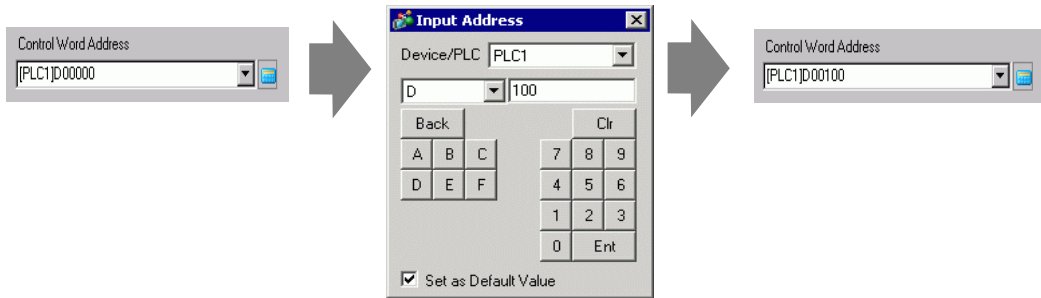 Control Word Address
[PLC1]D00000
Input Address
Device/PLC PLC1
D 100
Back Clr
A B C 7 8 9
D E F 4 5 6
1 2 3
0 Ent
Set as Default Value
Control Word Address
[PLC1]D00100